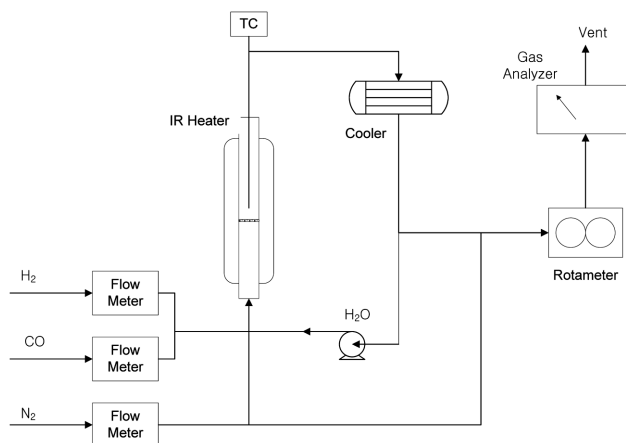 TC
Vent
Gas
Analyzer
IR Heater
Cooler
Rotameter
H₂
Flow
Meter
H₂O
CO
Flow
Meter
N₂
Flow
Meter